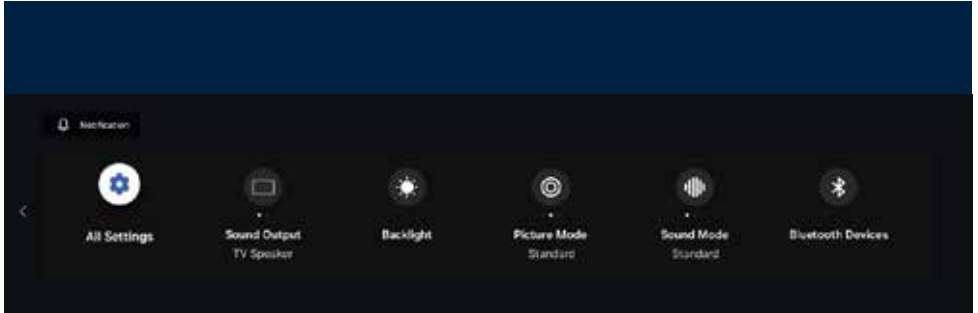 Notification
All Settings
Sound Output
TV Speaker
Backlight
Picture Mode
Standard
Sound Mode
Standard
Bluetooth Devices